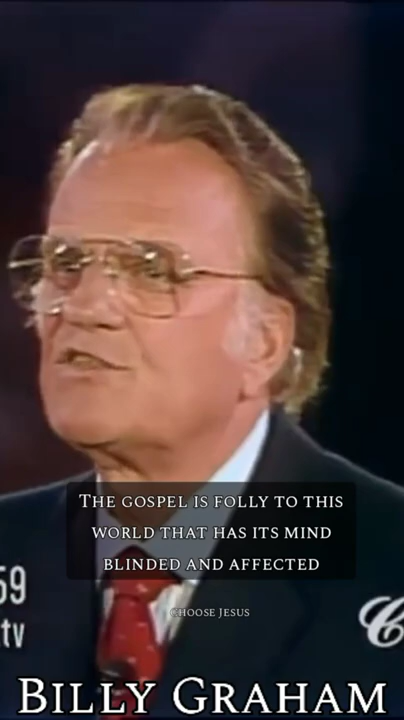 THE GOSPEL IS FOLLY TO THIS
WORLD THAT HAS ITS MIND
BLINDED AND AFFECTED
59
tv
CHOOSE JESUS
C
BILLY GRAHAM